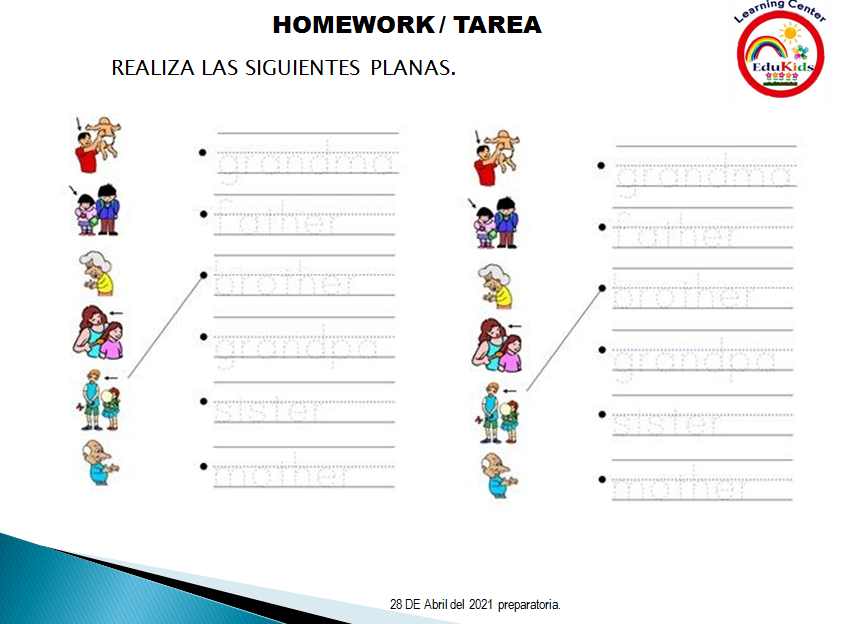 HOMEWORK / TAREA
Learning Center
EduKids
REALIZA LAS SIGUIENTES PLANAS.
grandma
father
brother
grandpa
sister
mother
grandma
father
brother
grandpa
sister
mother
28 DE Abril del 2021 preparatoria.